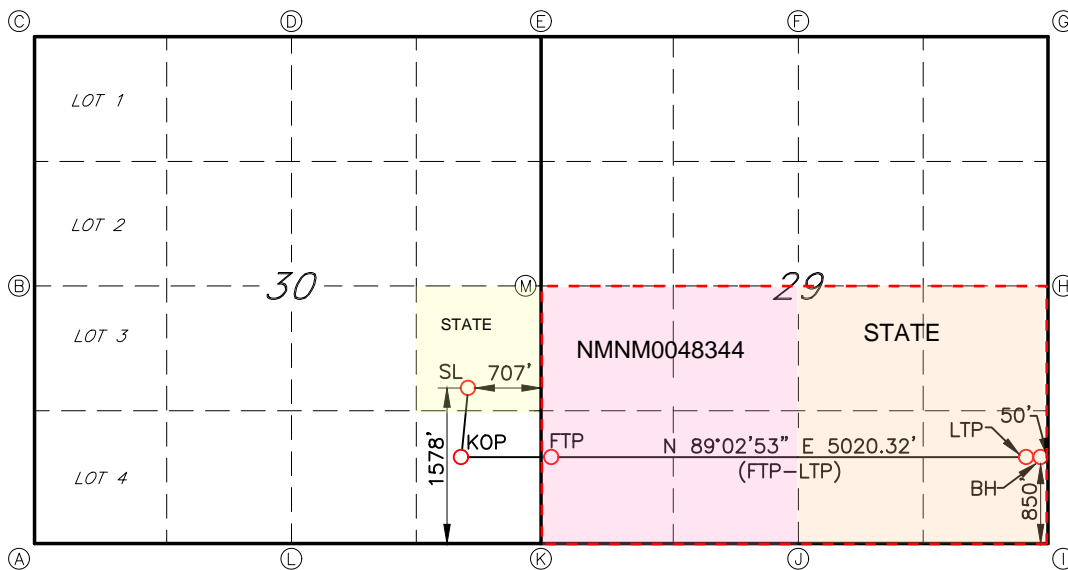 C D E F G
LOT 1
LOT 2
B 30 M 29 H
STATE
LOT 3
NMNM0048344
STATE
SL 707'
50'
LTP
KOP FTP N 89°02'53" E 5020.32'
(FTP-LTP)
1578'
LOT 4
BH
850'
A L K J I